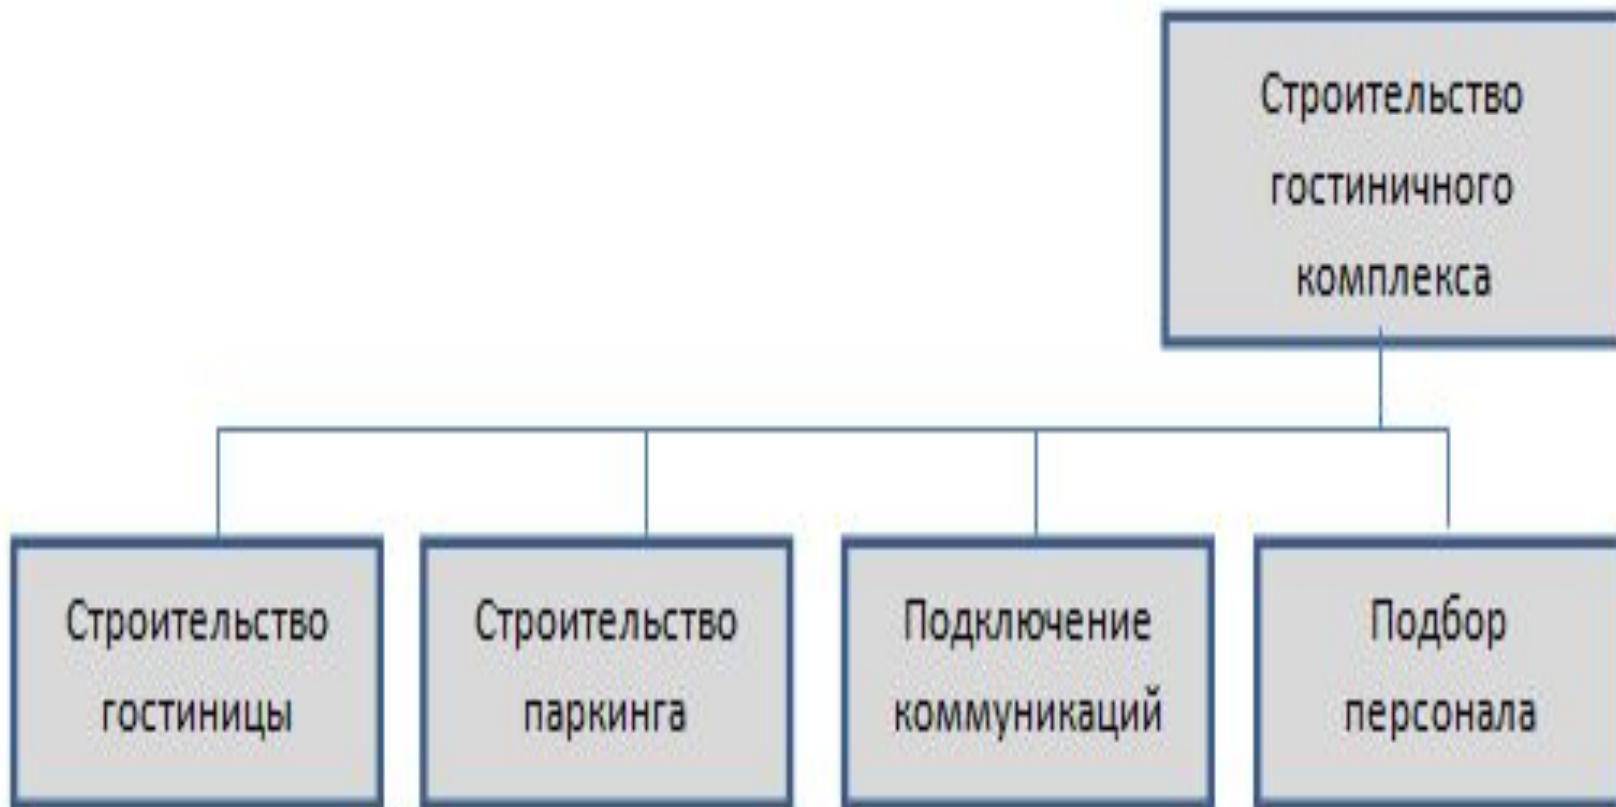 Строительство
гостиничного
комплекса
Строительство
гостиницы
Строительство
паркинга
Подключение
коммуникаций
Подбор
персонала